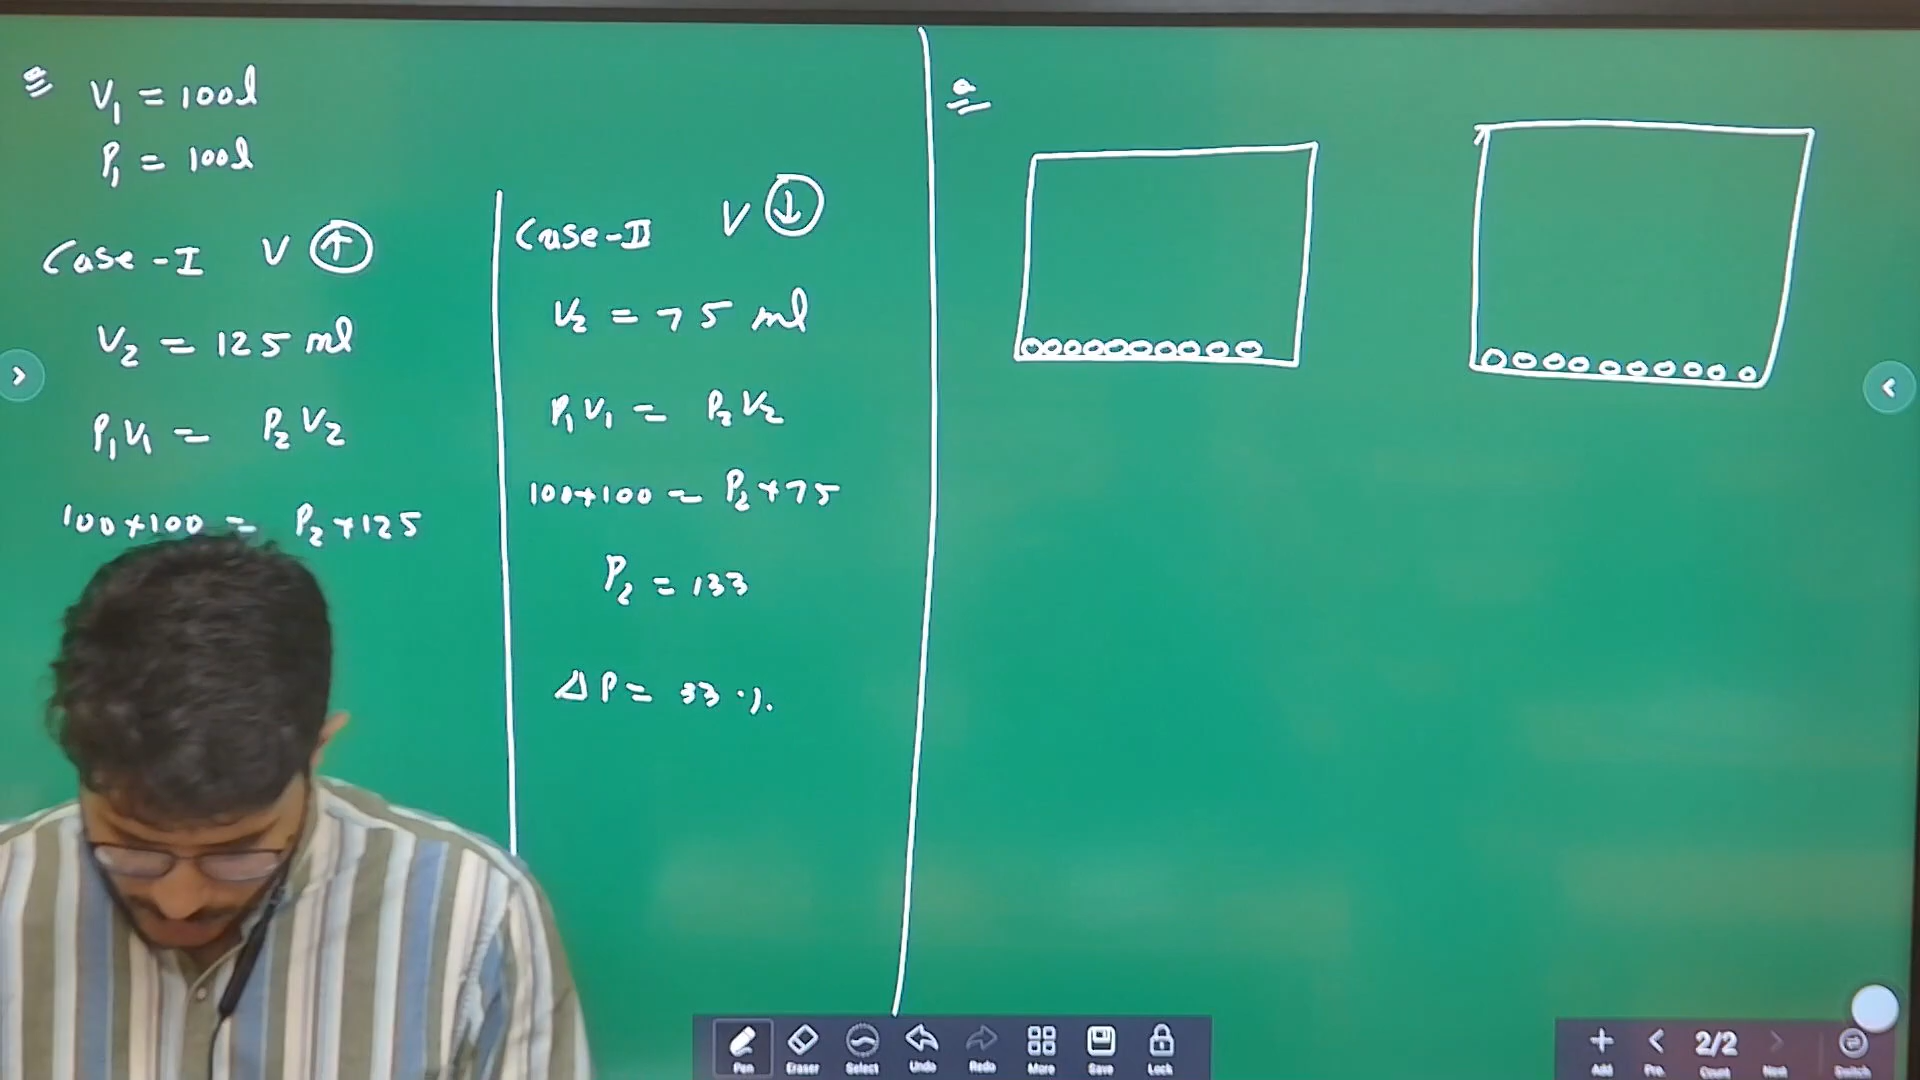 V₁ = 100l
P₁ = 100l
Case - I V ↑
V₂ = 125 ml
P₁V₁ = P₂V₂
100×100 = P₂×125
Case-II V ↓
V₂ = 75 ml
P₁V₁ = P₂V₂
100×100 = P₂×75
P₂ = 133
ΔP = 33 %.
Pen Eraser Select Undo Redo More Save Lock
2/2
Add Pre. Count Next Switch